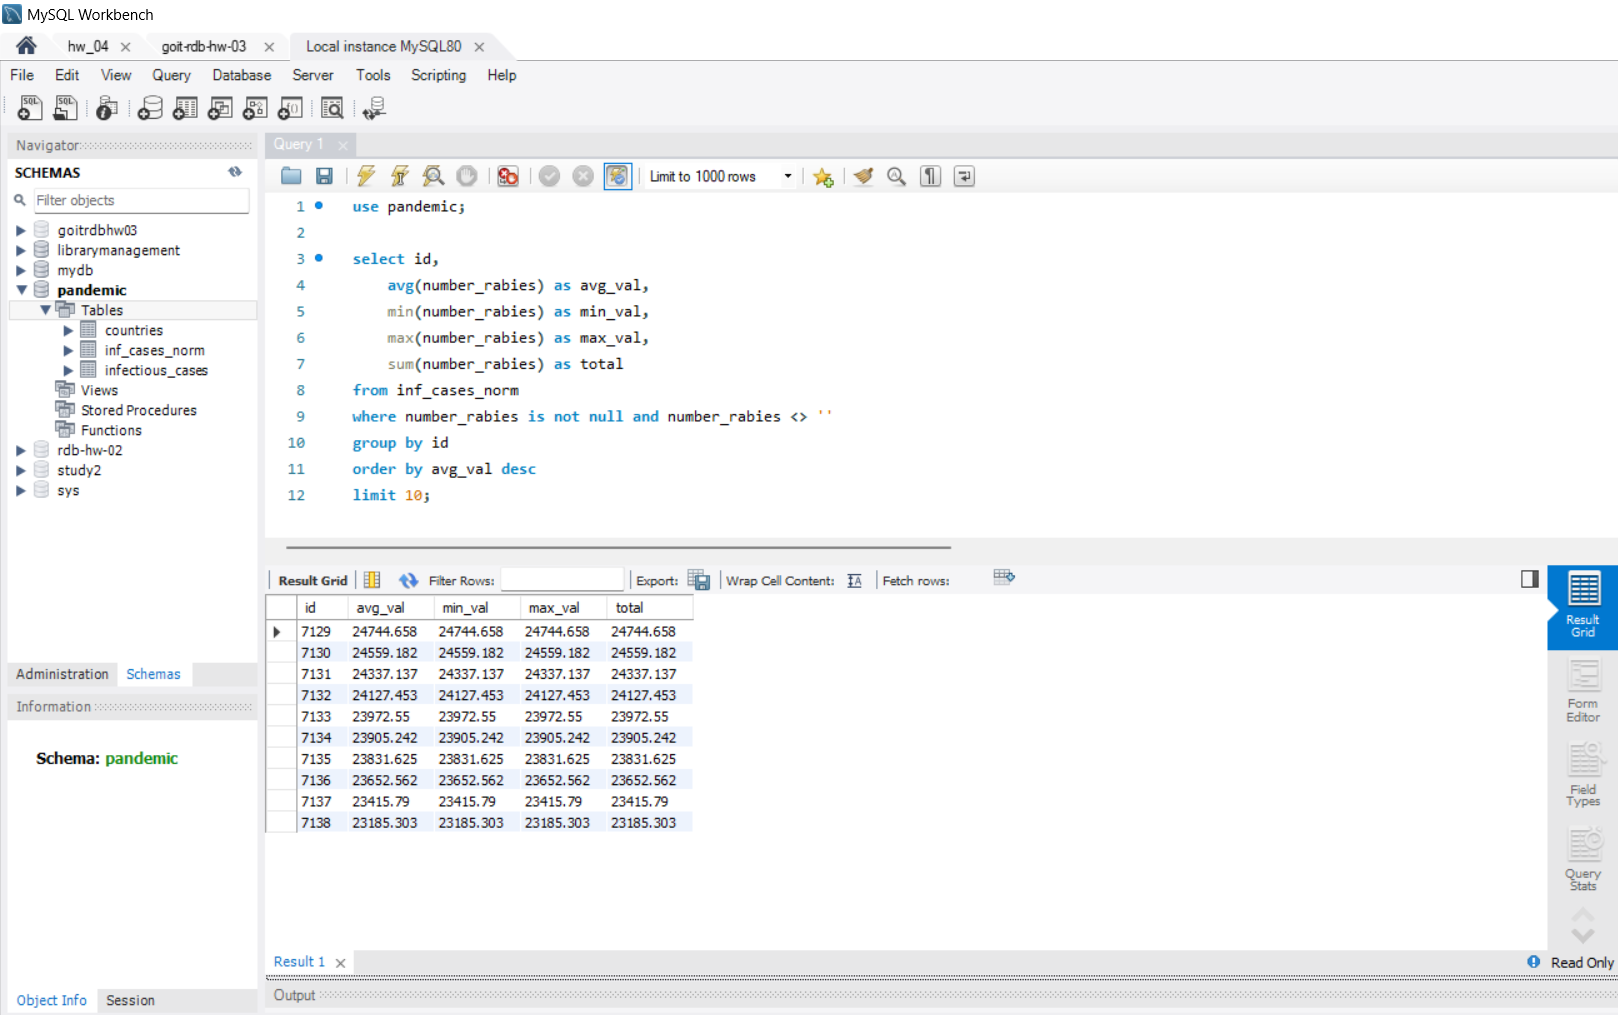 MySQL Workbench
hw_04
goit-rdb-hw-03
Local instance MySQL80
File Edit View Query Database Server Tools Scripting Help
Navigator
SCHEMAS
Filter objects
goitrdbhw03
librarymanagement
mydb
pandemic
Tables
countries
inf_cases_norm
infectious_cases
Views
Stored Procedures
Functions
rdb-hw-02
study2
sys
Administration Schemas
Information
Schema: pandemic
Object Info Session
Query 1
Limit to 1000 rows
1 use pandemic;
2
3 select id,
4 avg(number_rabies) as avg_val,
5 min(number_rabies) as min_val,
6 max(number_rabies) as max_val,
7 sum(number_rabies) as total
8 from inf_cases_norm
9 where number_rabies is not null and number_rabies <> ''
10 group by id
11 order by avg_val desc
12 limit 10;
Result Grid Filter Rows: Export: Wrap Cell Content: Fetch rows:
id avg_val min_val max_val total
7129 24744.658 24744.658 24744.658 24744.658
7130 24559.182 24559.182 24559.182 24559.182
7131 24337.137 24337.137 24337.137 24337.137
7132 24127.453 24127.453 24127.453 24127.453
7133 23972.55 23972.55 23972.55 23972.55
7134 23905.242 23905.242 23905.242 23905.242
7135 23831.625 23831.625 23831.625 23831.625
7136 23652.562 23652.562 23652.562 23652.562
7137 23415.79 23415.79 23415.79 23415.79
7138 23185.303 23185.303 23185.303 23185.303
Result
Grid
Form
Editor
Field
Types
Query
Stats
Result 1
Read Only
Output